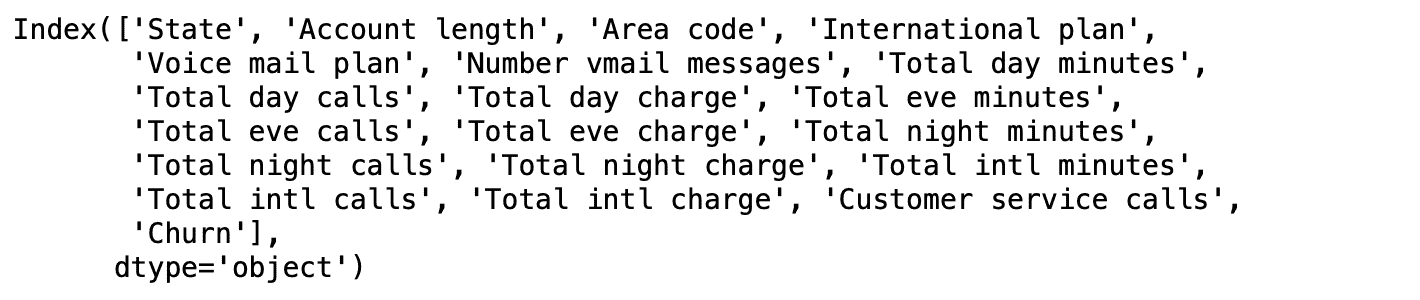 Index(['State', 'Account length', 'Area code', 'International plan',
       'Voice mail plan', 'Number vmail messages', 'Total day minutes',
       'Total day calls', 'Total day charge', 'Total eve minutes',
       'Total eve calls', 'Total eve charge', 'Total night minutes',
       'Total night calls', 'Total night charge', 'Total intl minutes',
       'Total intl calls', 'Total intl charge', 'Customer service calls',
       'Churn'],
      dtype='object')